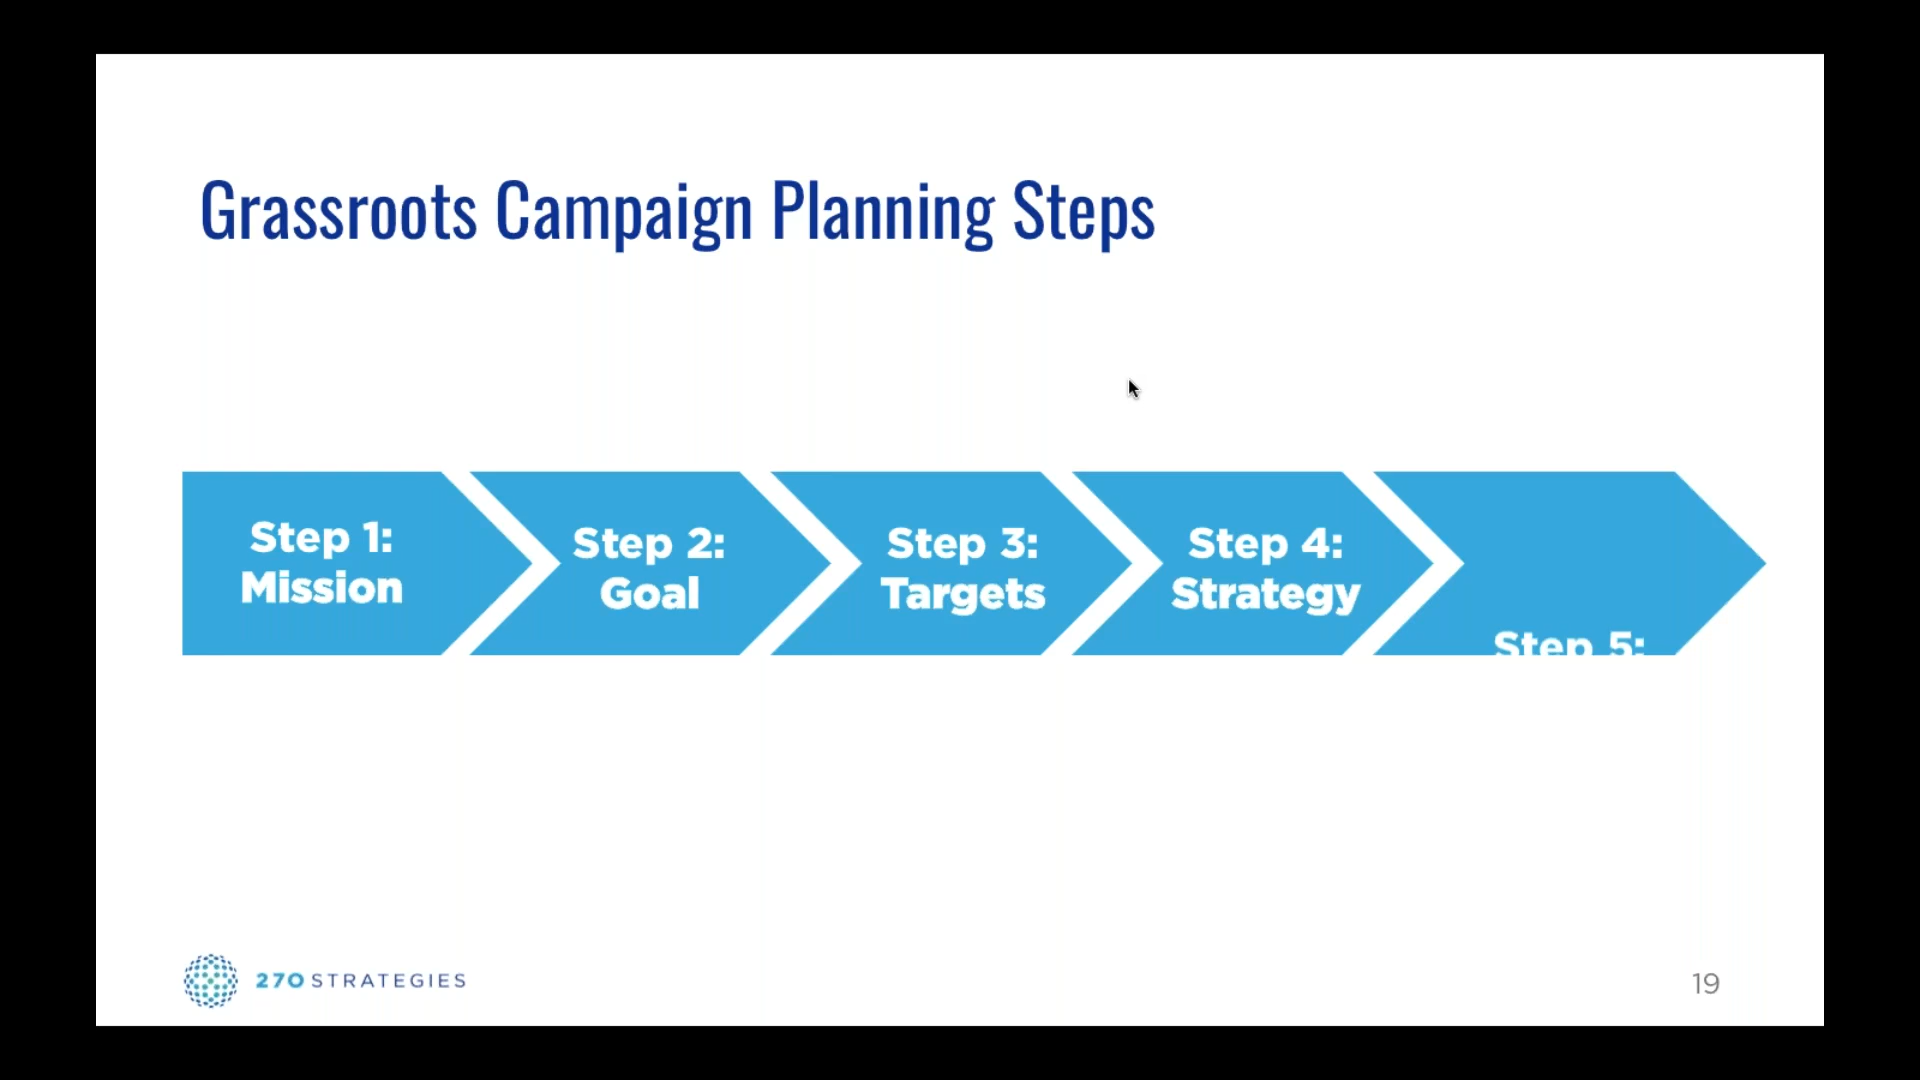 Grassroots Campaign Planning Steps
Step 1:
Mission
Step 2:
Goal
Step 3:
Targets
Step 4:
Strategy
Step 5:
270 STRATEGIES
19